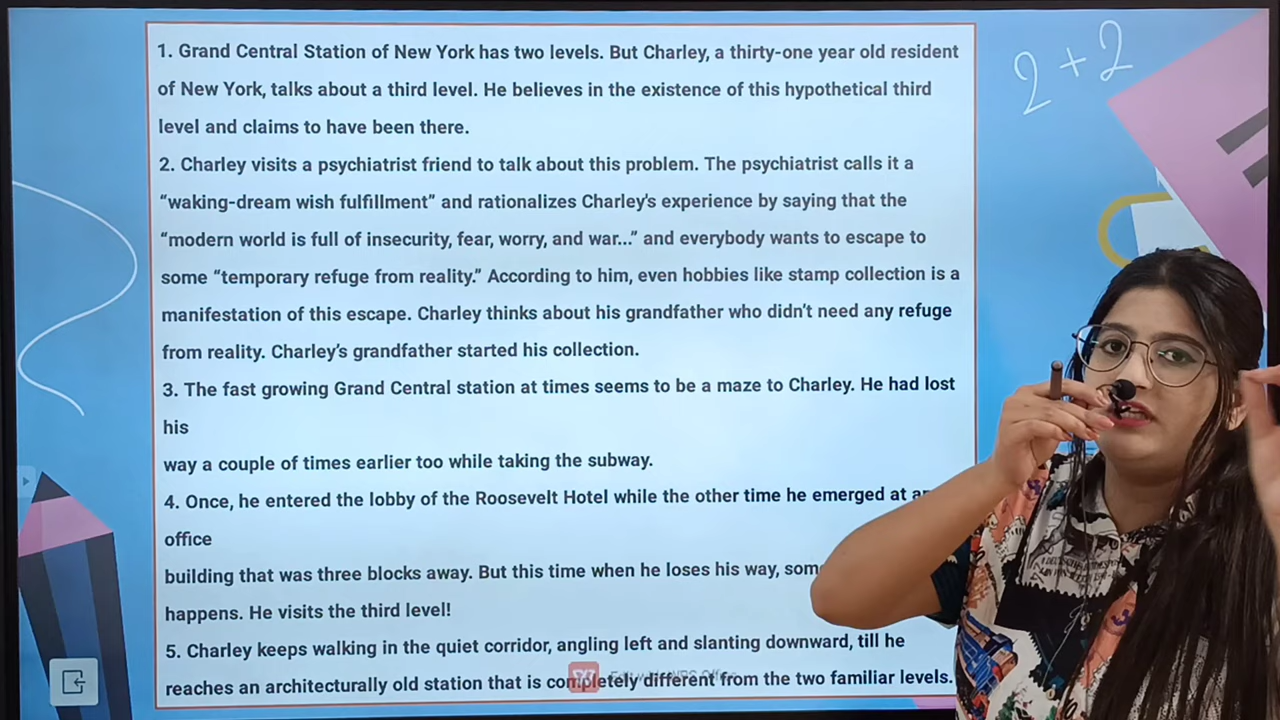 1. Grand Central Station of New York has two levels. But Charley, a thirty-one year old resident
of New York, talks about a third level. He believes in the existence of this hypothetical third
level and claims to have been there.
2. Charley visits a psychiatrist friend to talk about this problem. The psychiatrist calls it a
“waking-dream wish fulfillment” and rationalizes Charley's experience by saying that the
“modern world is full of insecurity, fear, worry, and war...” and everybody wants to escape to
some “temporary refuge from reality.” According to him, even hobbies like stamp collection is a
manifestation of this escape. Charley thinks about his grandfather who didn’t need any refuge
from reality. Charley’s grandfather started his collection.
3. The fast growing Grand Central station at times seems to be a maze to Charley. He had lost
his
way a couple of times earlier too while taking the subway.
4. Once, he entered the lobby of the Roosevelt Hotel while the other time he emerged at
office
building that was three blocks away. But this time when he loses his way,
happens. He visits the third level!
5. Charley keeps walking in the quiet corridor, angling left and slanting downward, till he
reaches an architecturally old station that is completely different from the two familiar levels.
2+2